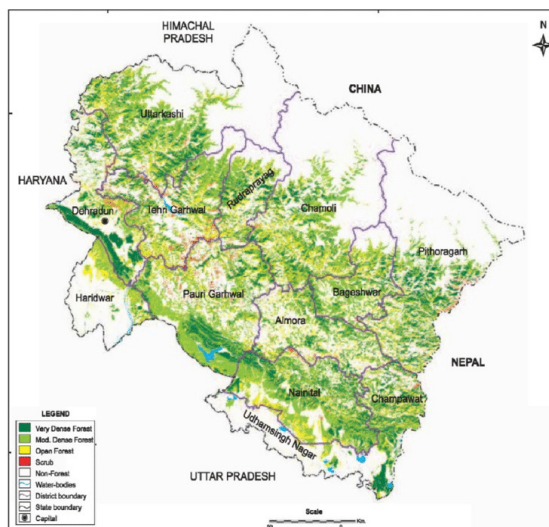 HIMACHAL
PRADESH
N
CHINA
Uttarkashi
HARYANA
Dehradun
Tehri Garhwal
Rudraprayag
Chamoli
Pithoragarh
Haridwar
Pauri Garhwal
Bageshwar
Almora
NEPAL
Nainital
Champawat
Udhamsingh Nagar
UTTAR PRADESH
LEGEND
Very Dense Forest
Mod. Dense Forest
Open Forest
Scrub
Non-Forest
Water-bodies
District boundary
State boundary
Capital
Scale
Km.